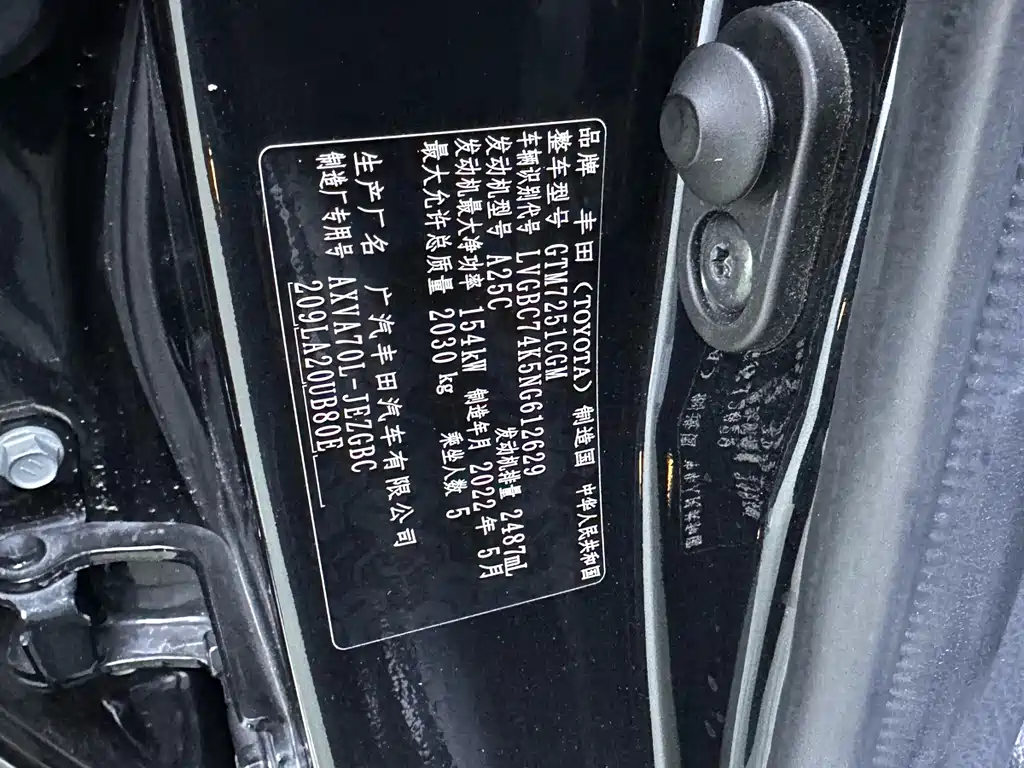 品牌 丰田（TOYOTA） 制造国 中华人民共和国
整车型号 GTM7251CGM
车辆识别代号 LVGBC74K5NG612629
发动机型号 A25C 发动机排量 2487mL
发动机最大净功率 154kW 制造年月 2022年 5月
最大允许总质量 2030kg 乘坐人数 5
生产厂名 广汽丰田汽车有限公司
制造厂专用号 AXVA70L-JEZGBC
209LA20UB80E